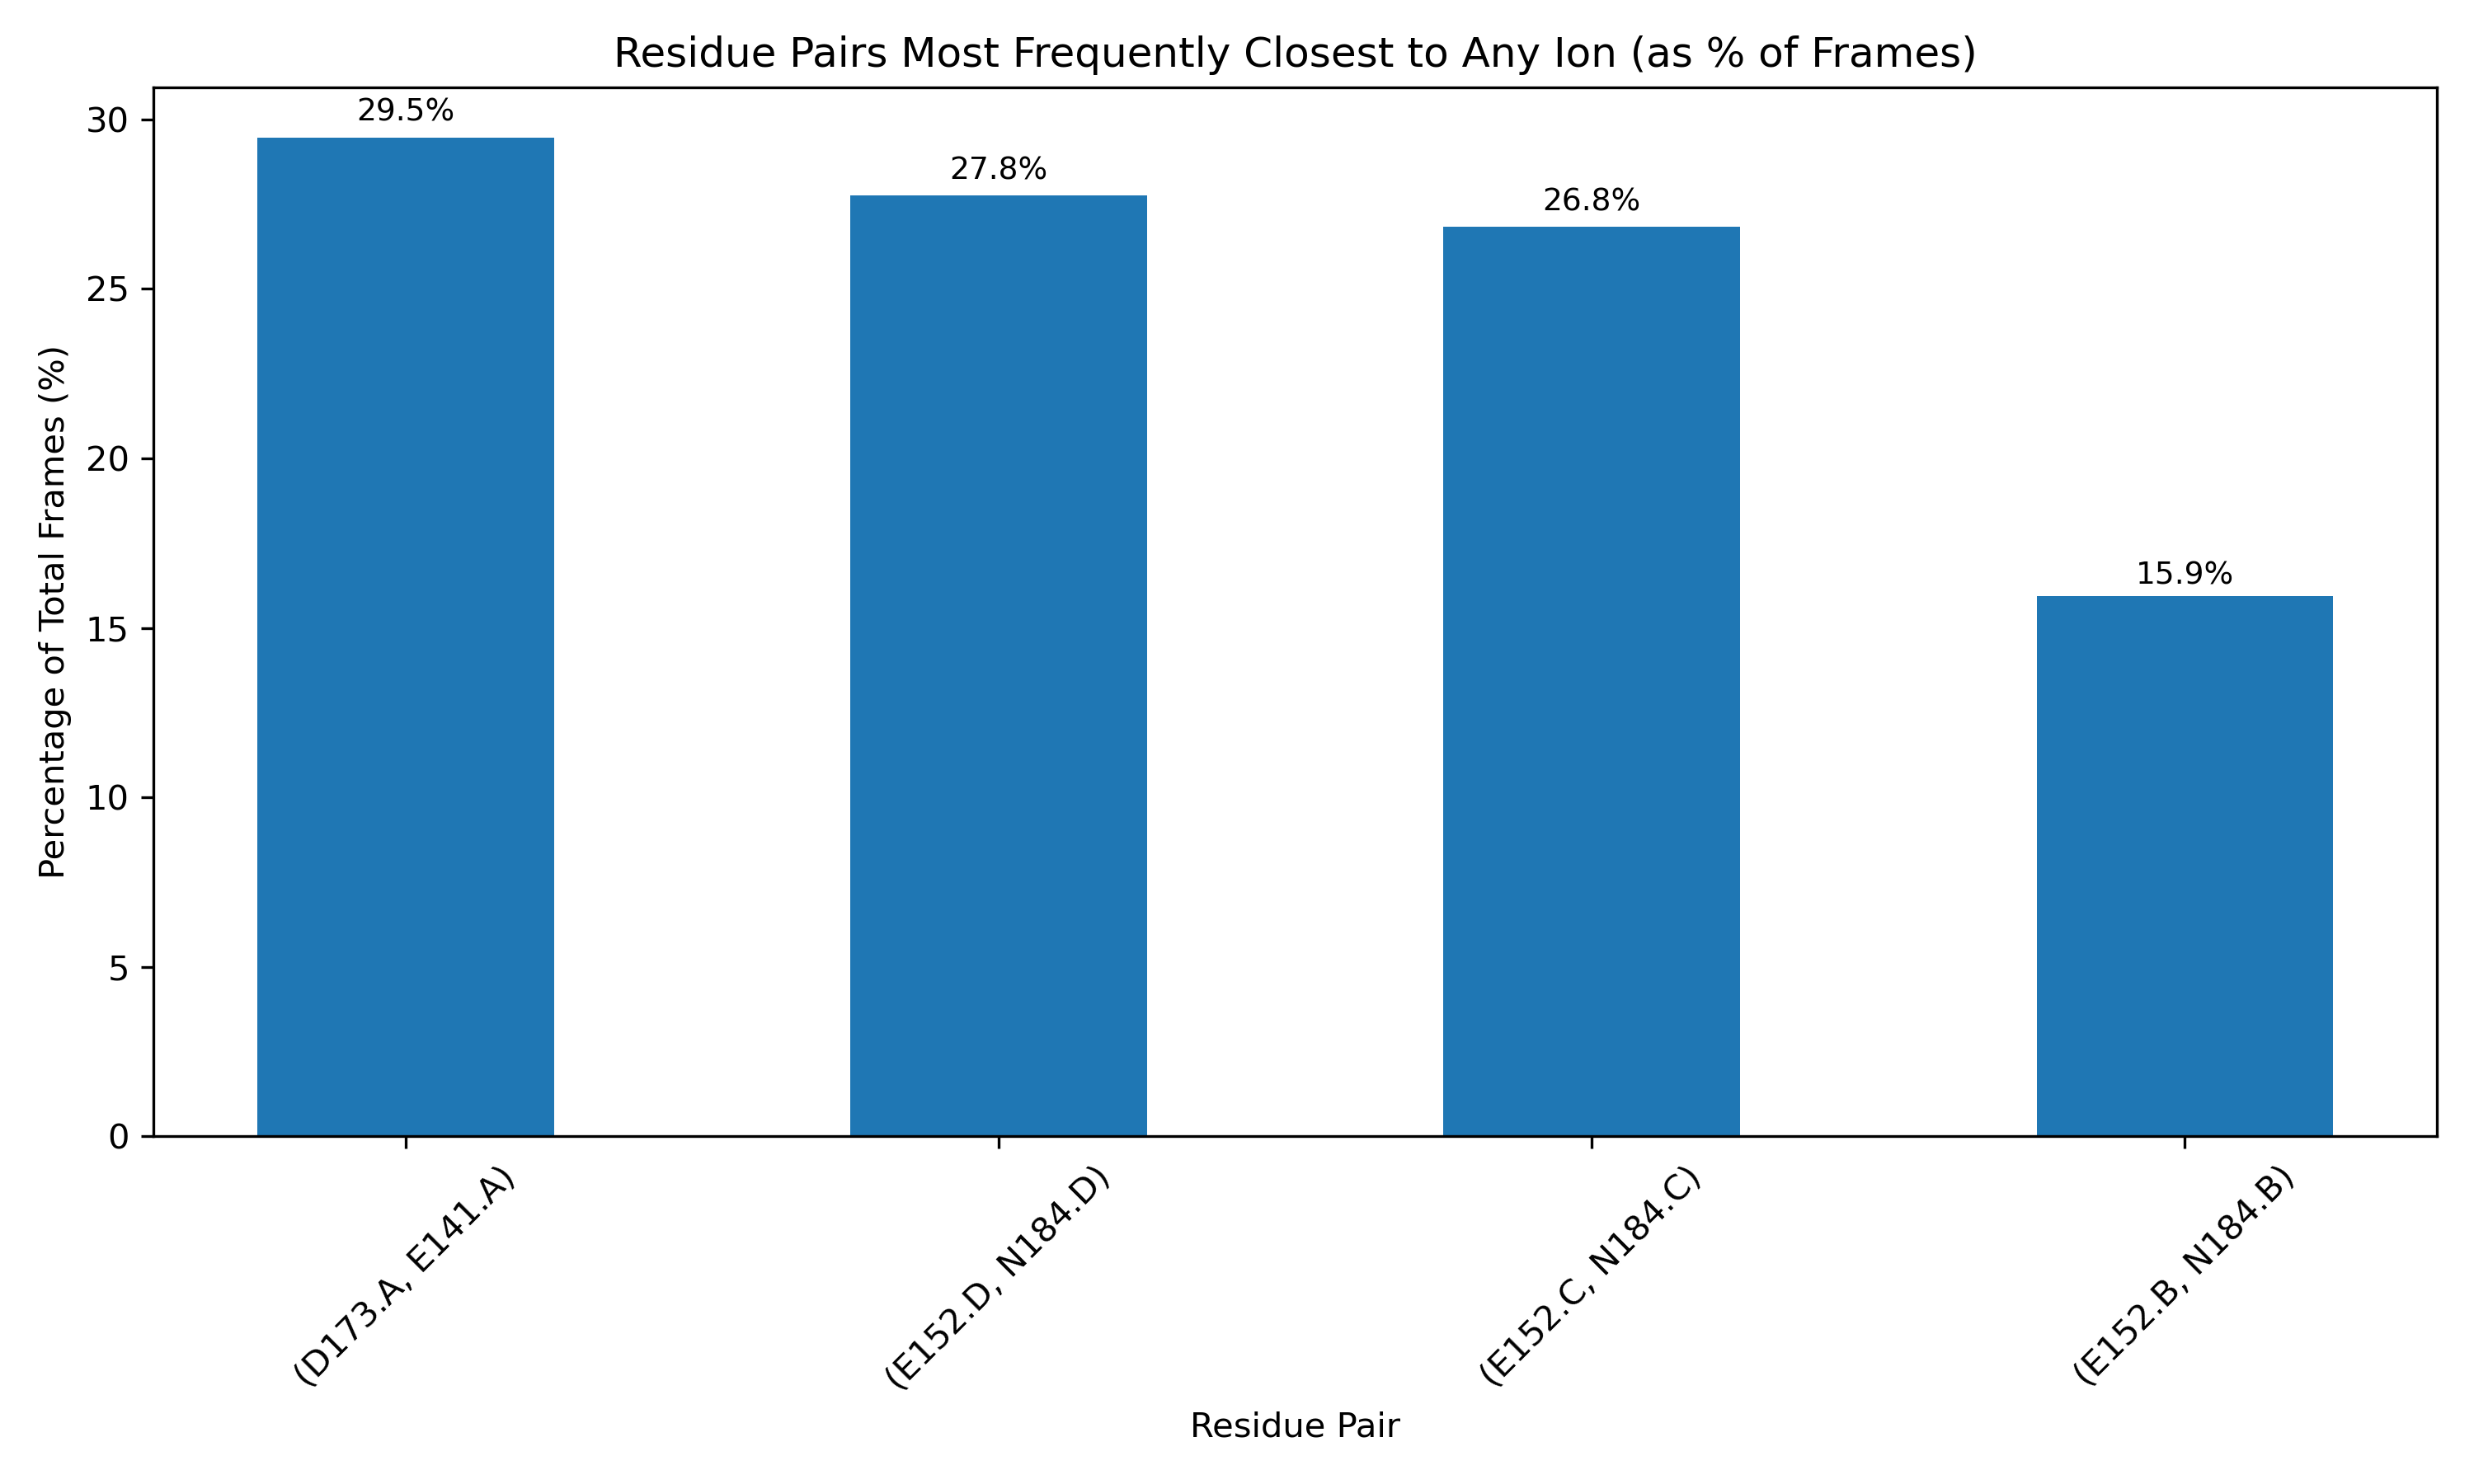 Residue Pairs Most Frequently Closest to Any Ion (as % of Frames)
Percentage of Total Frames (%)
30
25
20
15
10
5
0
29.5%
27.8%
26.8%
15.9%
(D173.A, E141.A)
(E152.D, N184.D)
(E152.C, N184.C)
(E152.B, N184.B)
Residue Pair